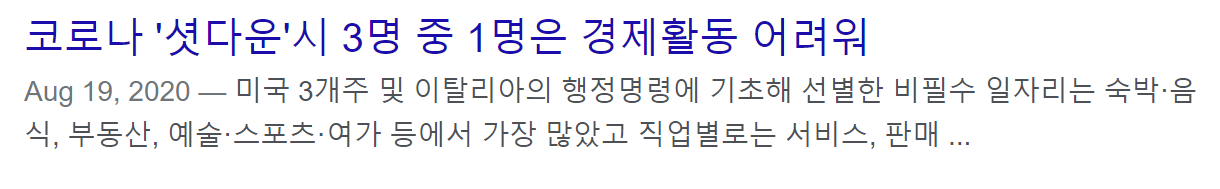 코로나 '셧다운'시 3명 중 1명은 경제활동 어려워
Aug 19, 2020 — 미국 3개주 및 이탈리아의 행정명령에 기초해 선별한 비필수 일자리는 숙박·음
식, 부동산, 예술·스포츠·여가 등에서 가장 많았고 직업별로는 서비스, 판매 ...